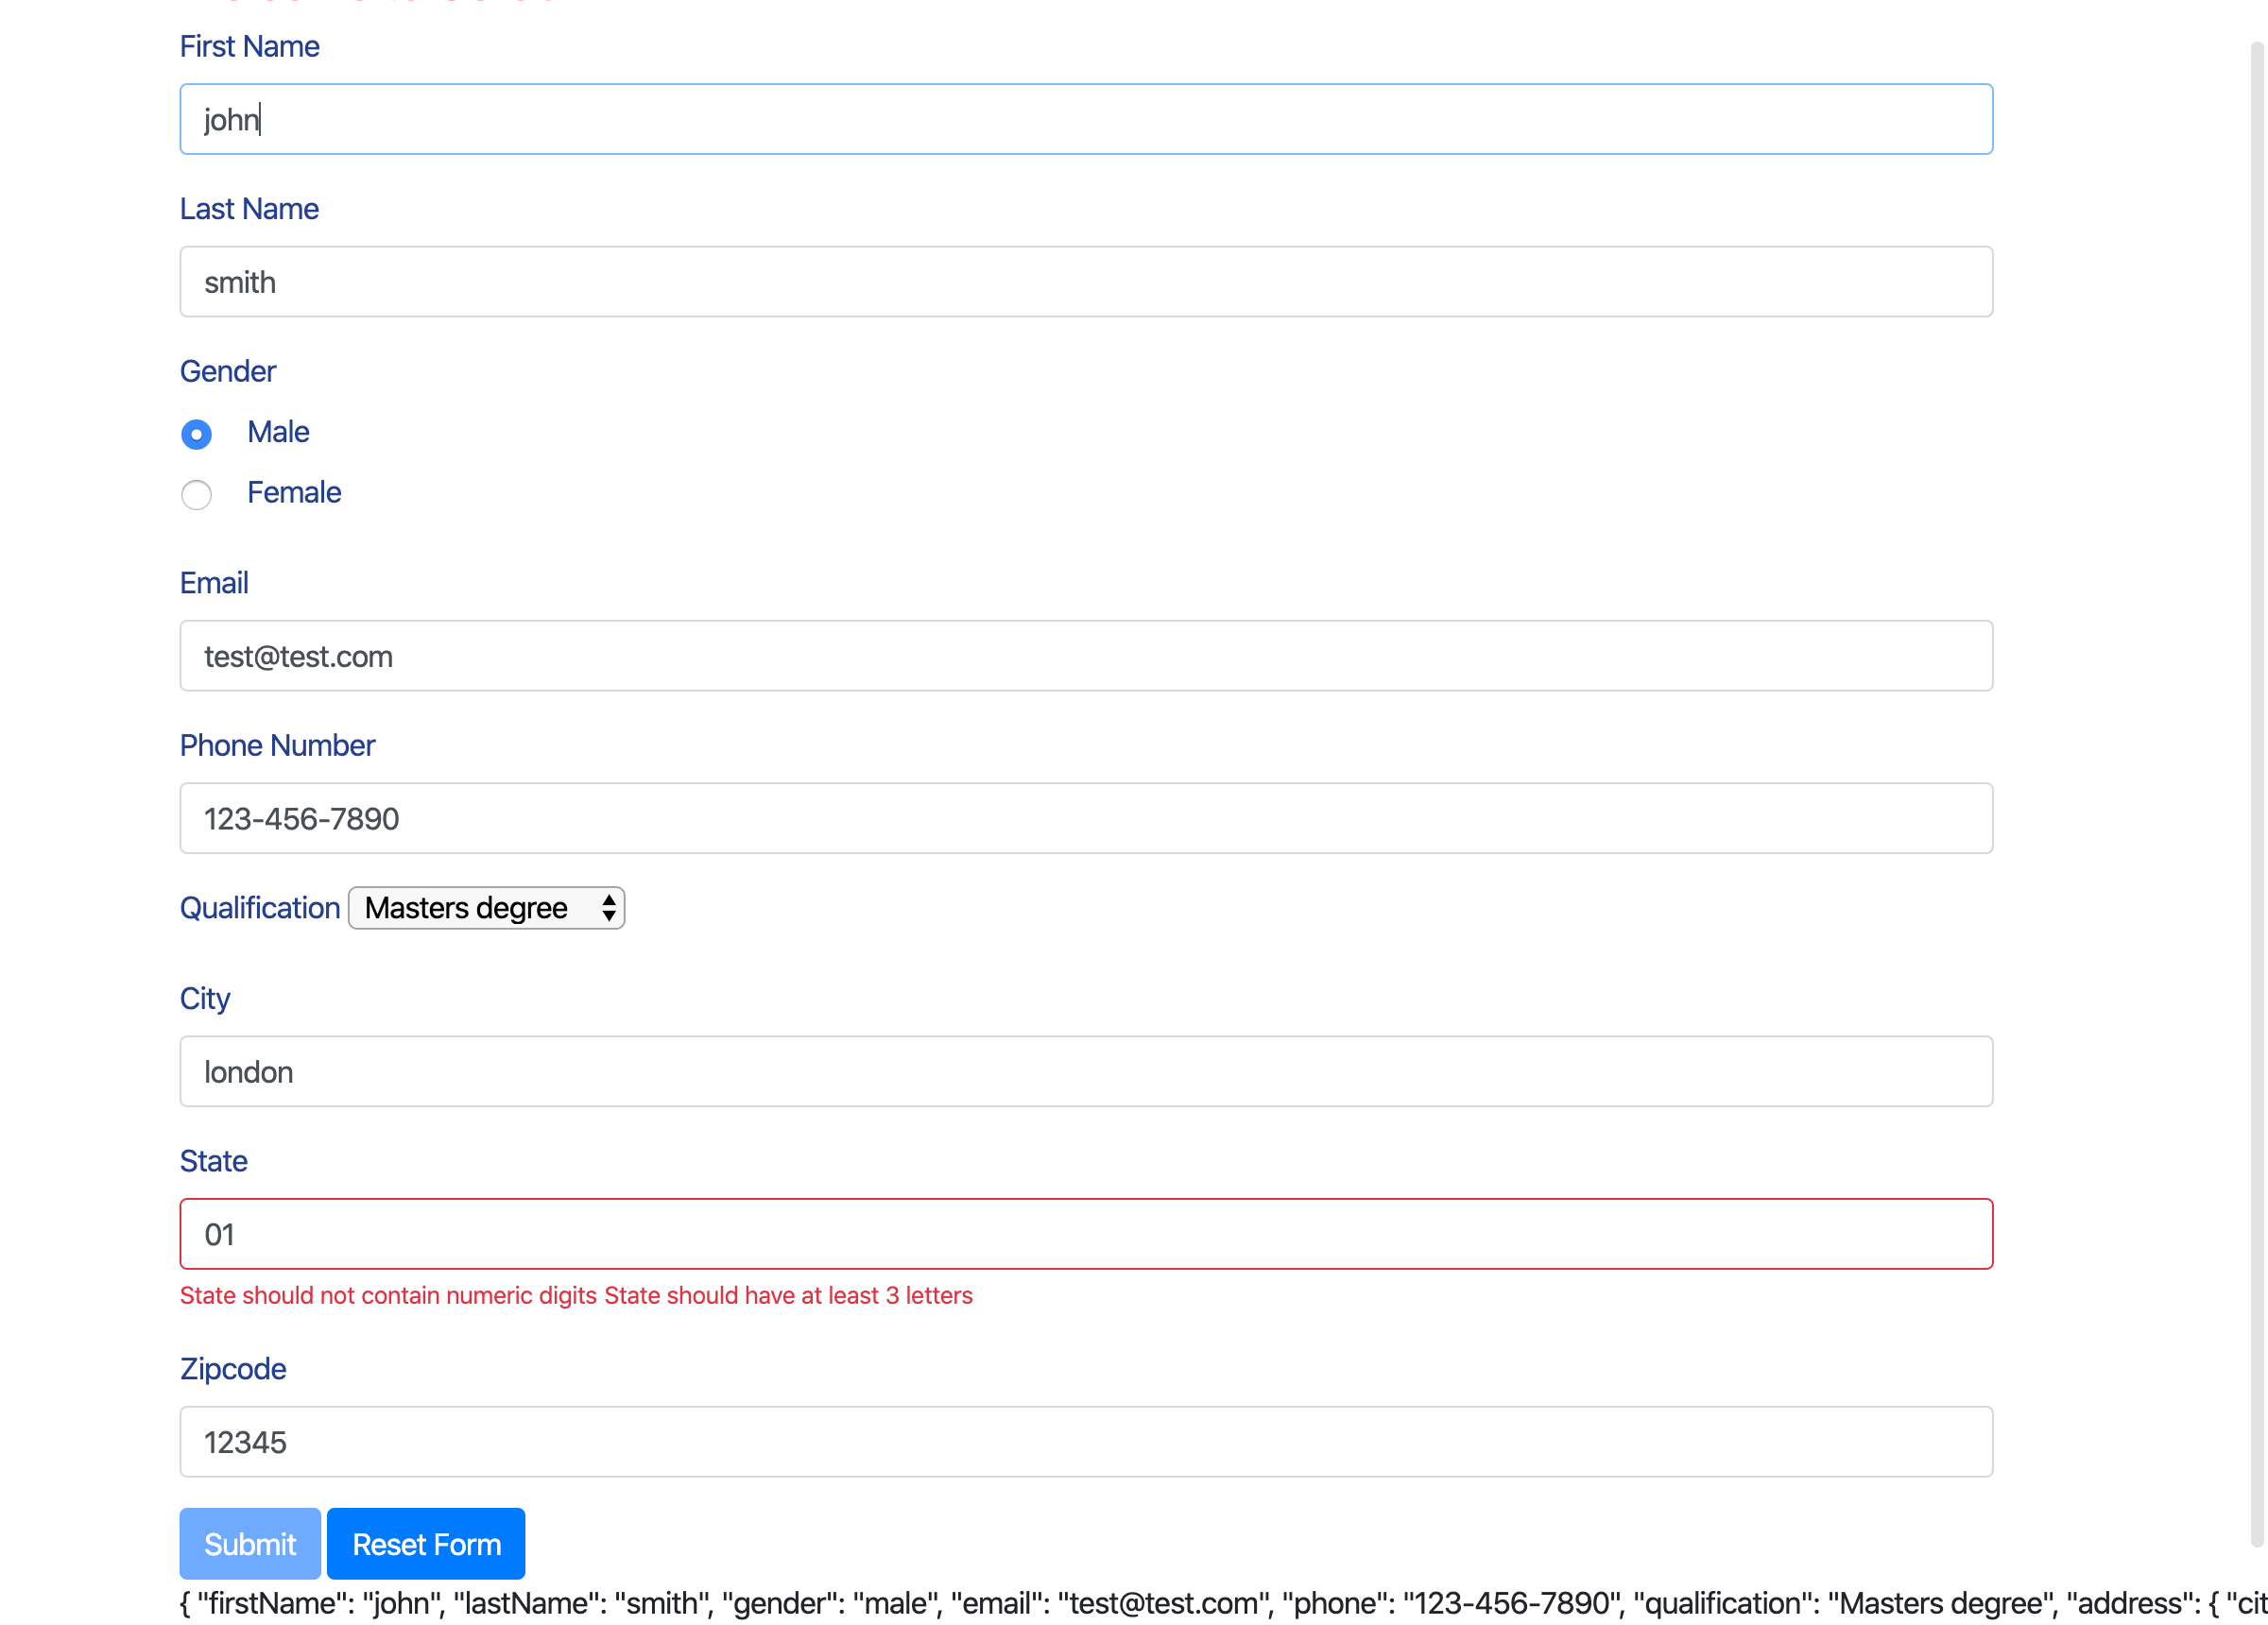 First Name
john
Last Name
smith
Gender
Male
Female
Email
test@test.com
Phone Number
123-456-7890
Qualification Masters degree
City
london
State
01
State should not contain numeric digits State should have at least 3 letters
Zipcode
12345
Submit Reset Form
{ "firstName": "john", "lastName": "smith", "gender": "male", "email": "test@test.com", "phone": "123-456-7890", "qualification": "Masters degree", "address": { "cit